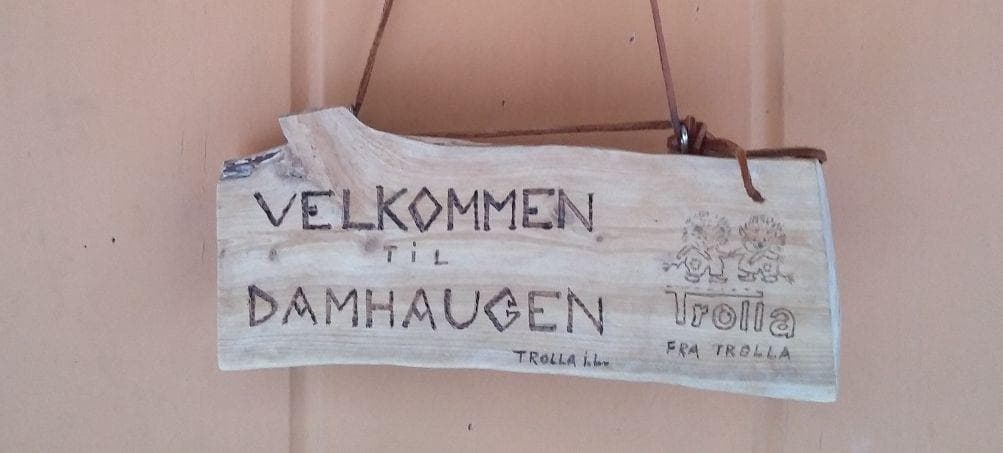 VELKOMMEN
TiL
DAMHAUGEN
TROLLA i.L.
Trolla
FRA TROLLA